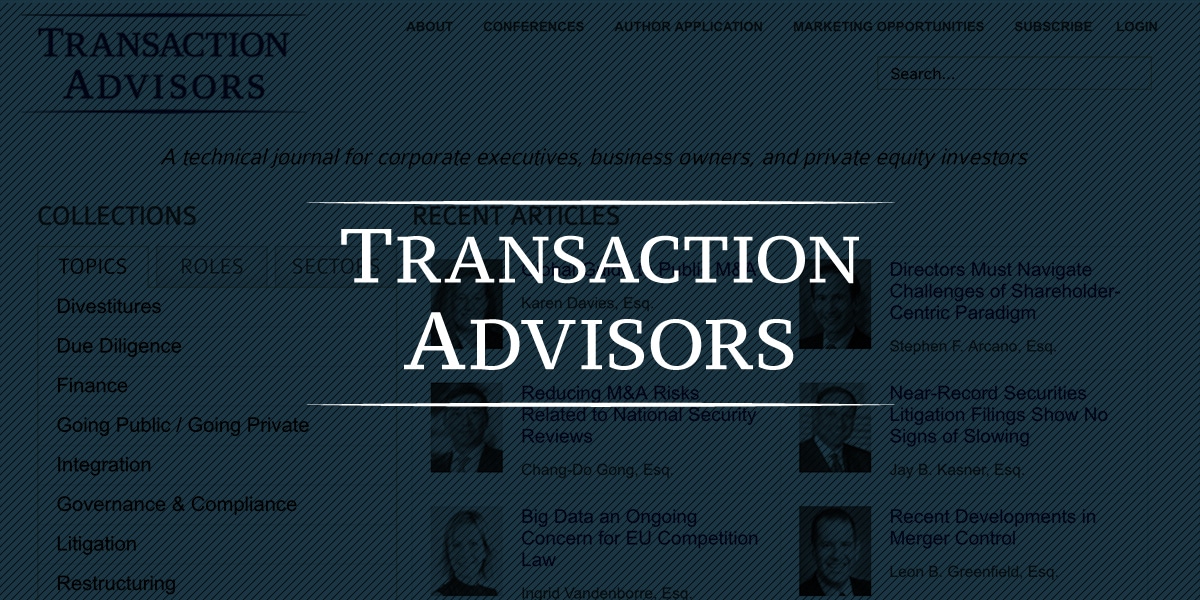 TRANSACTION
ADVISORS
ABOUT CONFERENCES AUTHOR APPLICATION MARKETING OPPORTUNITIES SUBSCRIBE LOGIN
Search...
A technical journal for corporate executives, business owners, and private equity investors
COLLECTIONS
TOPICS ROLES SECTORS
Divestitures
Due Diligence
Finance
Going Public / Going Private
Integration
Governance & Compliance
Litigation
Restructuring
RECENT ARTICLES
TRANSACTION
ADVISORS
Global Guide to Public M&A
Karen Davies, Esq.
Directors Must Navigate
Challenges of Shareholder-
Centric Paradigm
Stephen F. Arcano, Esq.
Reducing M&A Risks
Related to National Security
Reviews
Chang-Do Gong, Esq.
Near-Record Securities
Litigation Filings Show No
Signs of Slowing
Jay B. Kasner, Esq.
Big Data an Ongoing
Concern for EU Competition
Law
Ingrid Vandenborre, Esq.
Recent Developments in
Merger Control
Leon B. Greenfield, Esq.